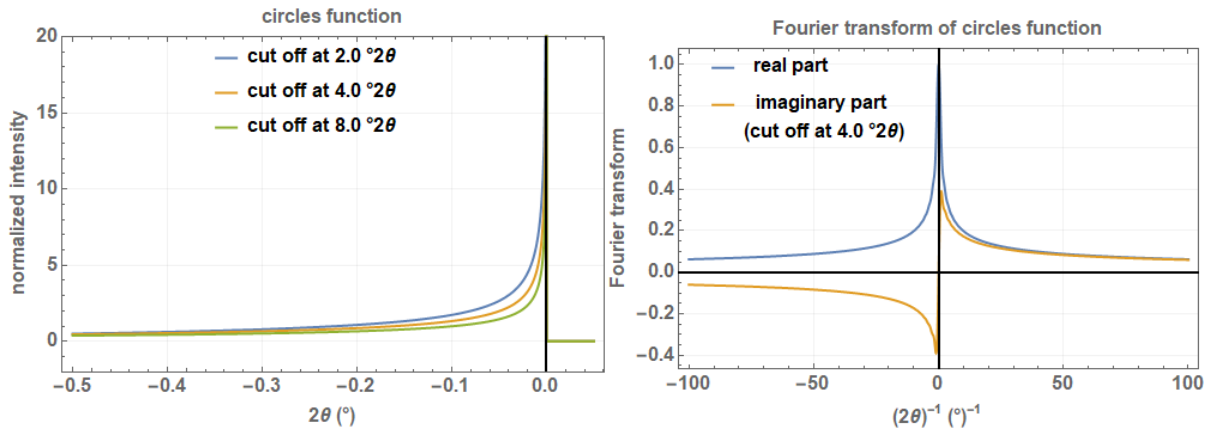 circles function
20
15
10
5
0
normalized intensity
cut off at 2.0 °2θ
cut off at 4.0 °2θ
cut off at 8.0 °2θ
−0.5 −0.4 −0.3 −0.2 −0.1 0.0
2θ (°)
Fourier transform of circles function
1.0
0.8
0.6
0.4
0.2
0.0
−0.2
−0.4
Fourier transform
real part
imaginary part
(cut off at 4.0 °2θ)
−100 −50 0 50 100
(2θ)⁻¹ (°)⁻¹